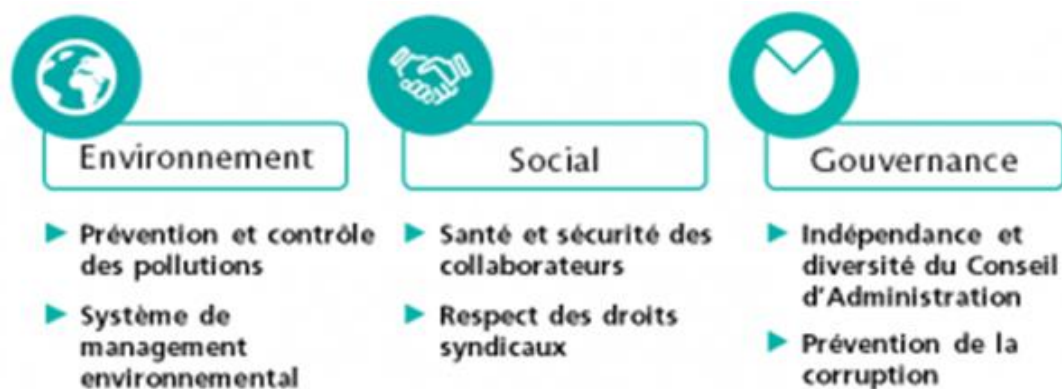 Environnement
Prévention et contrôle
des pollutions
Système de
management
environnemental
Social
Santé et sécurité des
collaborateurs
Respect des droits
syndicaux
Gouvernance
Indépendance et
diversité du Conseil
d'Administration
Prévention de la
corruption